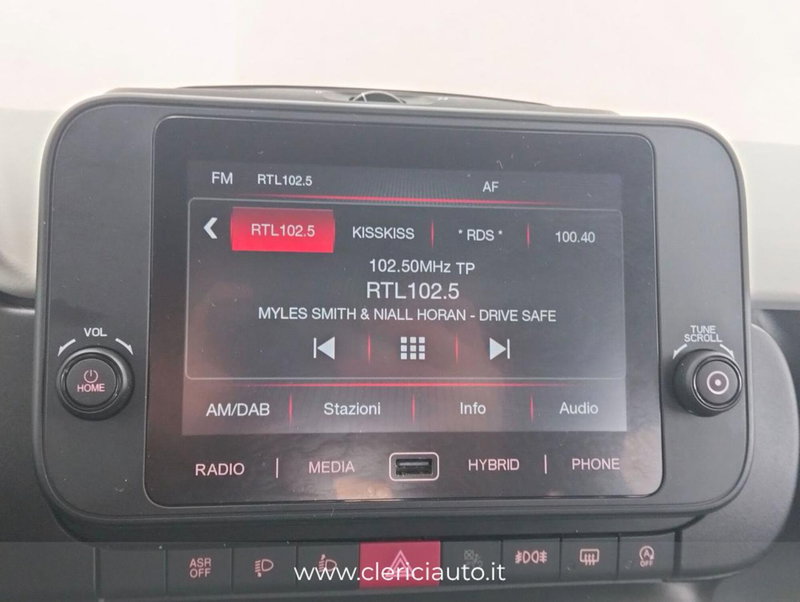 FM RTL102.5 AF
RTL102.5 KISSKISS * RDS * 100.40
102.50MHz TP
RTL102.5
MYLES SMITH & NIALL HORAN - DRIVE SAFE
VOL
TUNE
SCROLL
HOME
AM/DAB Stazioni Info Audio
RADIO | MEDIA HYBRID | PHONE
ASR
OFF
OFF
www.clericiauto.it